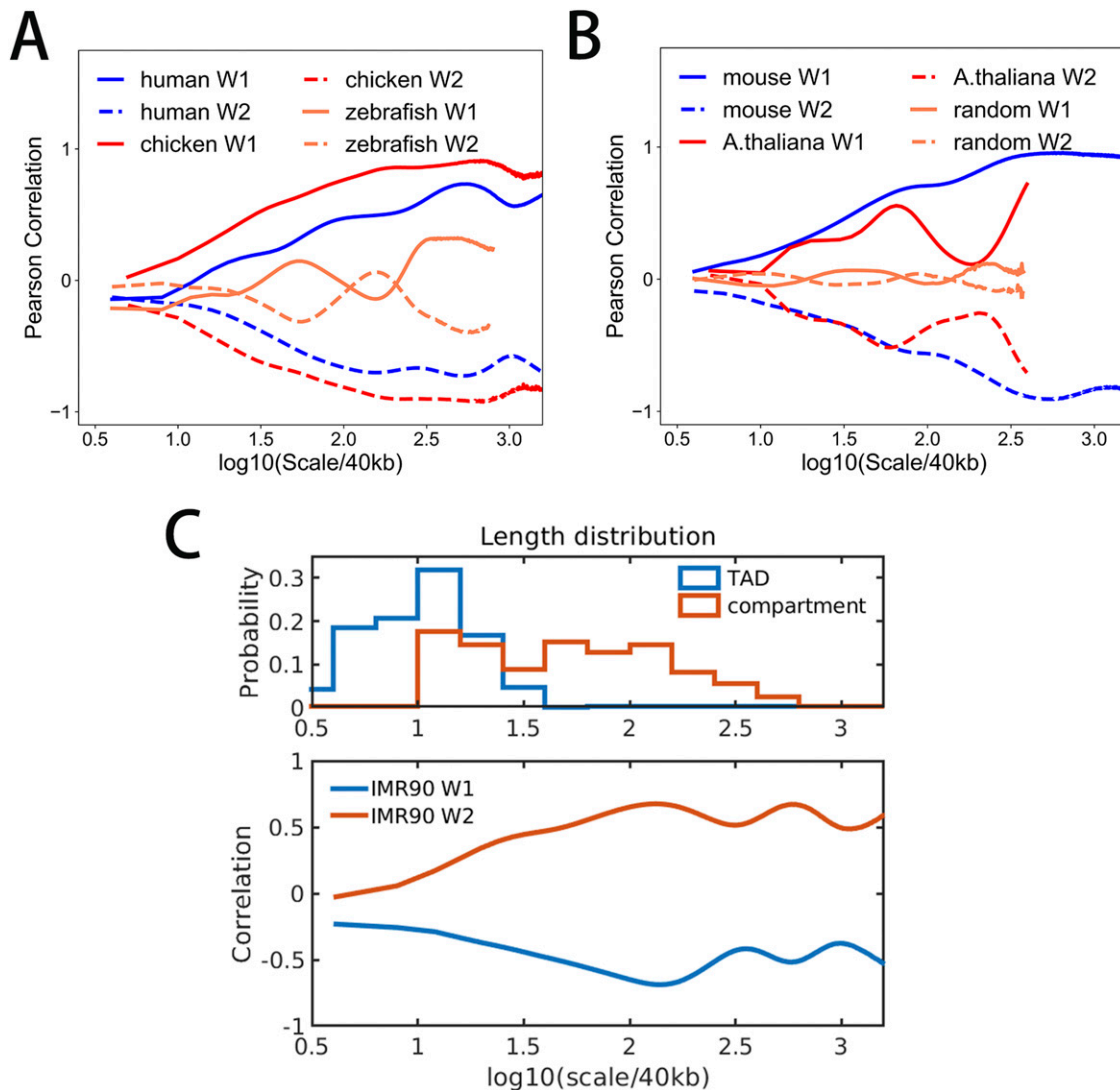 A
human W1
chicken W2
human W2
zebrafish W1
chicken W1
zebrafish W2
1
0
−1
Pearson Correlation
0.5 1.0 1.5 2.0 2.5 3.0
log10(Scale/40kb)
B
mouse W1
A.thaliana W2
mouse W2
random W1
A.thaliana W1
random W2
1
0
−1
Pearson Correlation
0.5 1.0 1.5 2.0 2.5 3.0
log10(Scale/40kb)
C
Length distribution
TAD
compartment
0.3
0.2
0.1
0
Probability
0.5 1 1.5 2 2.5 3
IMR90 W1
IMR90 W2
1
0.5
0
-0.5
-1
Correlation
0.5 1 1.5 2 2.5 3
log10(scale/40kb)